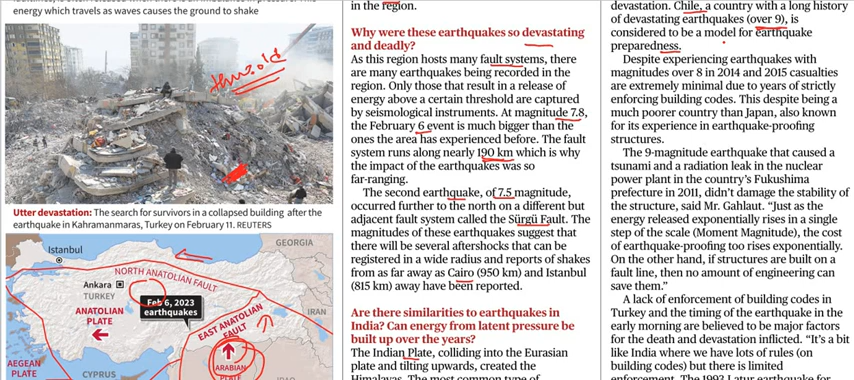 energy which travels as waves causes the ground to shake
Utter devastation: The search for survivors in a collapsed building after the
earthquake in Kahramanmaras, Turkey on February 11. REUTERS
Istanbul
GEORGIA
NORTH ANATOLIAN FAULT
Ankara
TURKEY
Feb 6, 2023
earthquakes
ANATOLIAN
PLATE
EAST ANATOLIAN
FAULT
IRAN
AEGEAN
PLATE
CYPRUS
ARABIAN
PLATE
IRAQ
in the region.
Why were these earthquakes so devastating
and deadly?
As this region hosts many fault systems, there
are many earthquakes being recorded in the
region. Only those that result in a release of
energy above a certain threshold are captured
by seismological instruments. At magnitude 7.8,
the February 6 event is much bigger than the
ones the area has experienced before. The fault
system runs along nearly 190 km which is why
the impact of the earthquakes was so
far-ranging.
The second earthquake, of 7.5 magnitude,
occurred further to the north on a different but
adjacent fault system called the Sürgü Fault. The
magnitudes of these earthquakes suggest that
there will be several aftershocks that can be
registered in a wide radius and reports of shakes
from as far away as Cairo (950 km) and Istanbul
(815 km) away have been reported.
Are there similarities to earthquakes in
India? Can energy from latent pressure be
built up over the years?
The Indian Plate, colliding into the Eurasian
plate and tilting upwards, created the
Himalayas. The most common type of
devastation. Chile, a country with a long history
of devastating earthquakes (over 9), is
considered to be a model for earthquake
preparedness.
Despite experiencing earthquakes with
magnitudes over 8 in 2014 and 2015 casualties
are extremely minimal due to years of strictly
enforcing building codes. This despite being a
much poorer country than Japan, also known
for its experience in earthquake-proofing
structures.
The 9-magnitude earthquake that caused a
tsunami and a radiation leak in the nuclear
power plant in the country's Fukushima
prefecture in 2011, didn't damage the stability of
the structure, said Mr. Gahlaut. “Just as the
energy released exponentially rises in a single
step of the scale (Moment Magnitude), the cost
of earthquake-proofing too rises exponentially.
On the other hand, if structures are built on a
fault line, then no amount of engineering can
save them.”
A lack of enforcement of building codes in
Turkey and the timing of the earthquake in the
early morning are believed to be major factors
for the death and devastation inflicted. “It's a bit
like India where we have lots of rules (on
building codes) but there is limited
enforcement. The 1993 Latur earthquake for